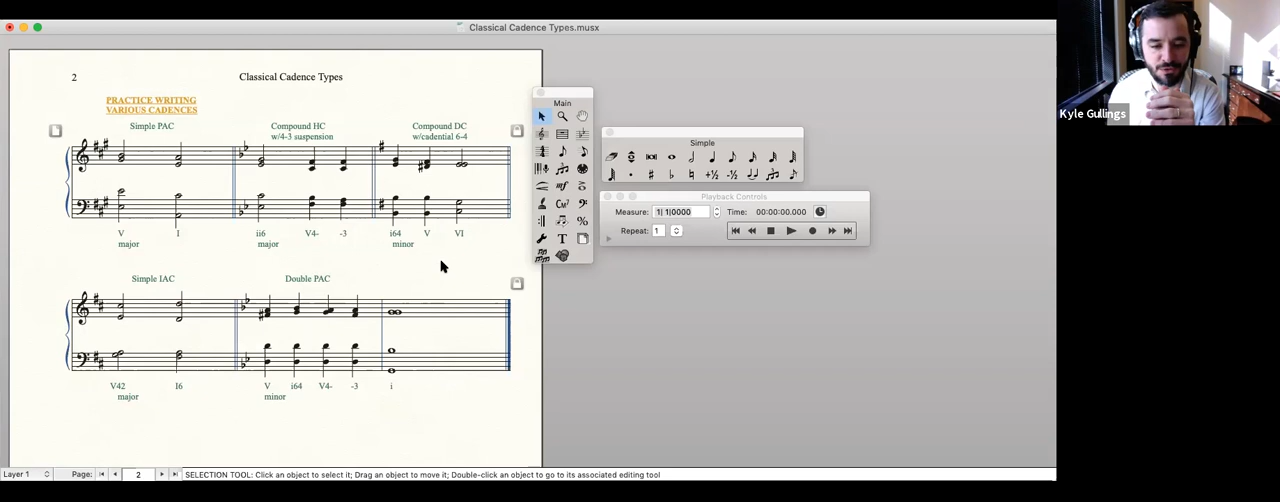 Classical Cadence Types.musx
2
Classical Cadence Types
PRACTICE WRITING
VARIOUS CADENCES
Simple PAC
Compound HC
w/4-3 suspension
Compound DC
w/cadential 6-4
V I ii6 V4- -3 i64 V VI
major major minor
Simple IAC
Double PAC
V42 I6 V i64 V4- -3 i
major minor
Main
Simple
Playback Controls
Measure: 1| 1|0000 Time: 00:00:00.000
Repeat: 1
Kyle Gullings
Layer 1 Page: 2 SELECTION TOOL: Click an object to select it; Drag an object to move it; Double-click an object to go to its associated editing tool